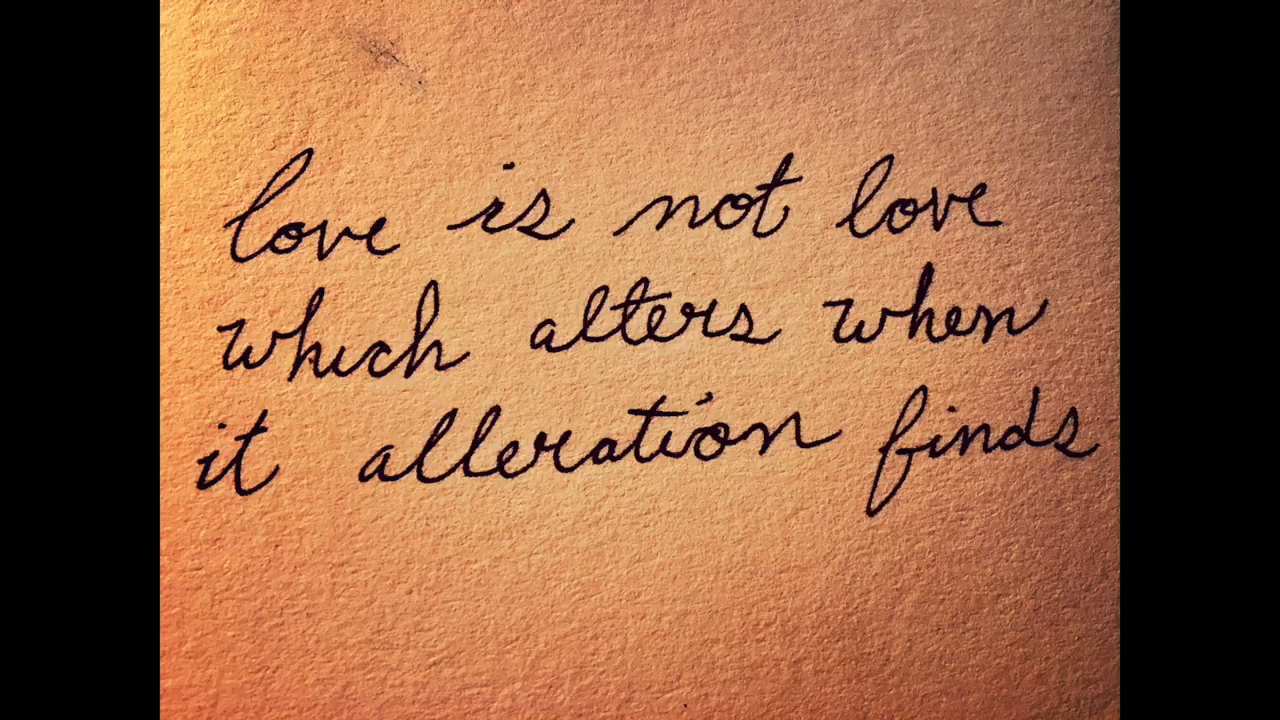 love is not love
which alters when
it alleration finds